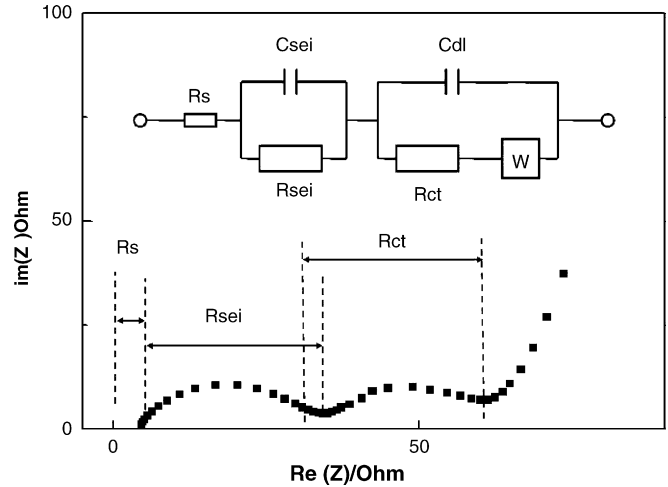 100
Csei
Cdl
Rs
W
Rsei
Rct
50
im(Z )Ohm
Rs
Rct
Rsei
0
0
50
Re (Z)/Ohm